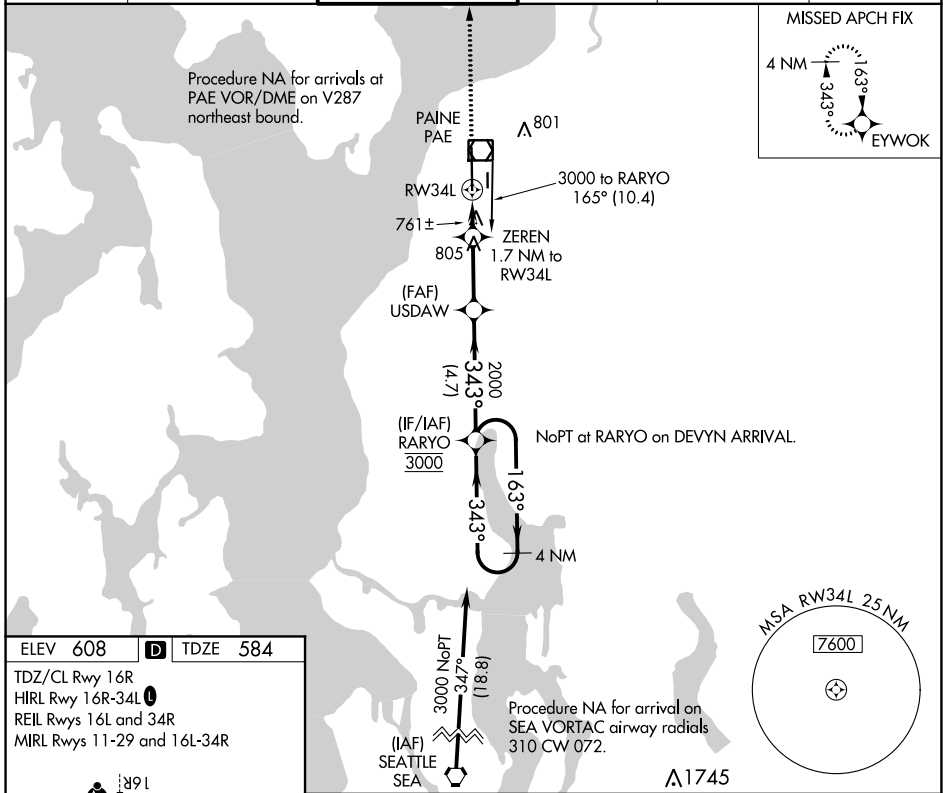 MISSED APCH FIX
4 NM
163°
343°
EYWOK
Procedure NA for arrivals at
PAE VOR/DME on V287
northeast bound.
PAINE
PAE
801
RW34L
3000 to RARYO
165° (10.4)
761±
805
ZEREN
1.7 NM to
RW34L
(FAF)
USDAW
2000
343°
(4.7)
(IF/IAF)
RARYO
3000
NoPT at RARYO on DEVYN ARRIVAL.
163°
343°
4 NM
3000 NoPT
347°
(18.8)
(IAF)
SEATTLE
SEA
Procedure NA for arrival on
SEA VORTAC airway radials
310 CW 072.
1745
MSA RW34L 25 NM
7600
ELEV 608 D TDZE 584
TDZ/CL Rwy 16R
HIRL Rwy 16R-34L L
REIL Rwys 16L and 34R
MIRL Rwys 11-29 and 16L-34R
16R